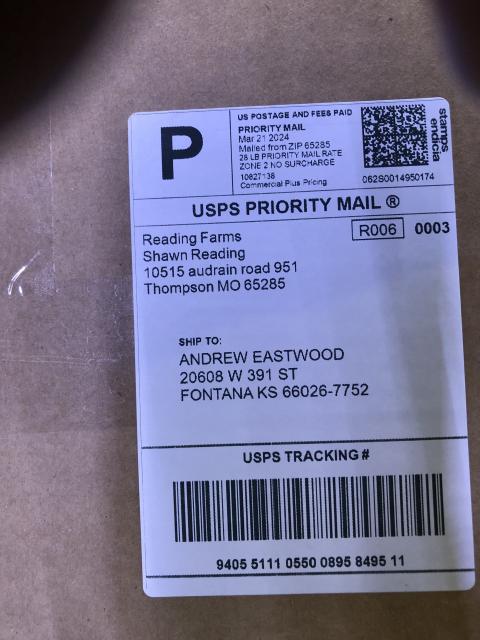 P
US POSTAGE AND FEES PAID
PRIORITY MAIL
Mar 21 2024
Mailed from ZIP 65285
28 LB PRIORITY MAIL RATE
ZONE 2 NO SURCHARGE
10627138
Commercial Plus Pricing
062S0014950174
stamps
endicia
USPS PRIORITY MAIL ®
Reading Farms
Shawn Reading
10515 audrain road 951
Thompson MO 65285
R006 0003
SHIP TO:
ANDREW EASTWOOD
20608 W 391 ST
FONTANA KS 66026-7752
USPS TRACKING #
9405 5111 0550 0895 8495 11